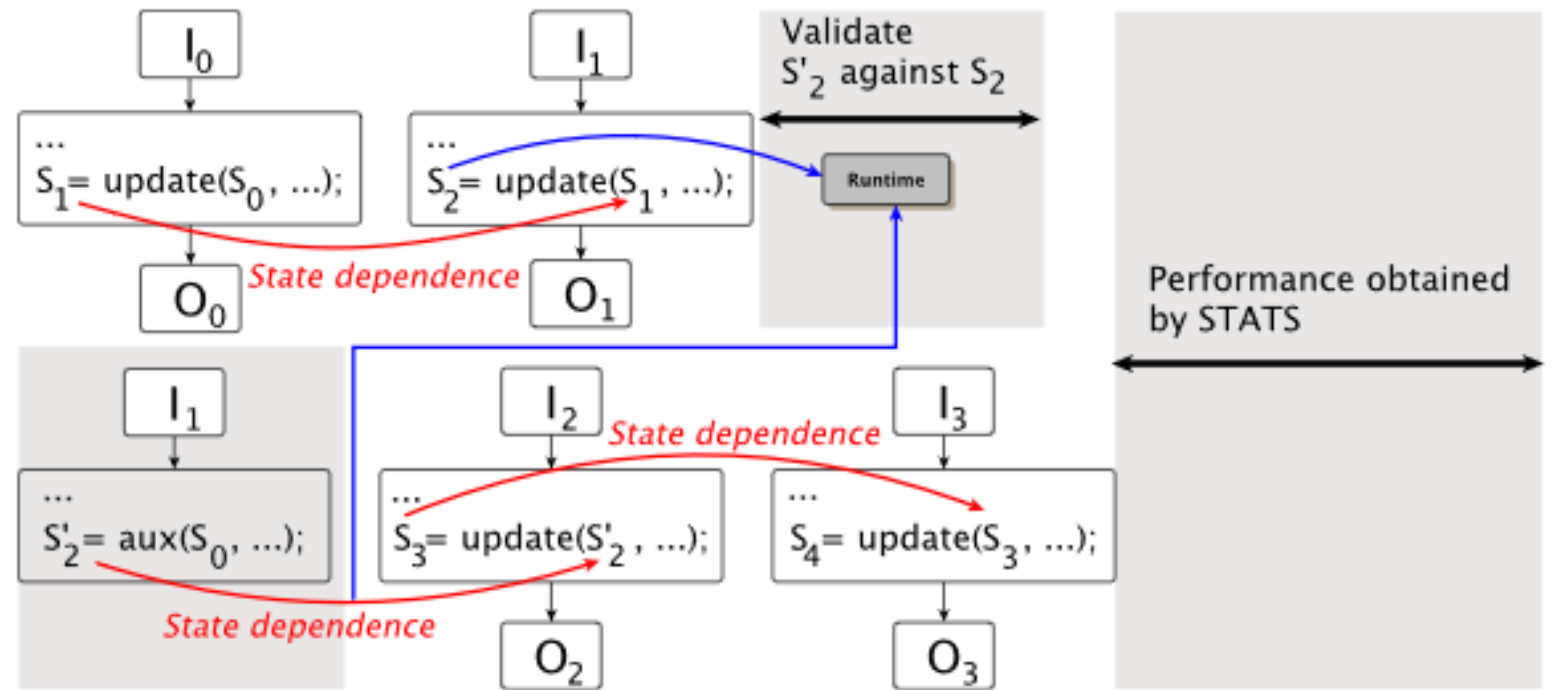 I₀
...
S₁= update(S₀, ...);
O₀
State dependence
I₁
...
S₂= update(S₁, ...);
O₁
Validate
S'₂ against S₂
Runtime
Performance obtained
by STATS
I₁
...
S'₂= aux(S₀, ...);
State dependence
I₂
...
S₃= update(S'₂, ...);
O₂
State dependence
I₃
...
S₄= update(S₃, ...);
O₃